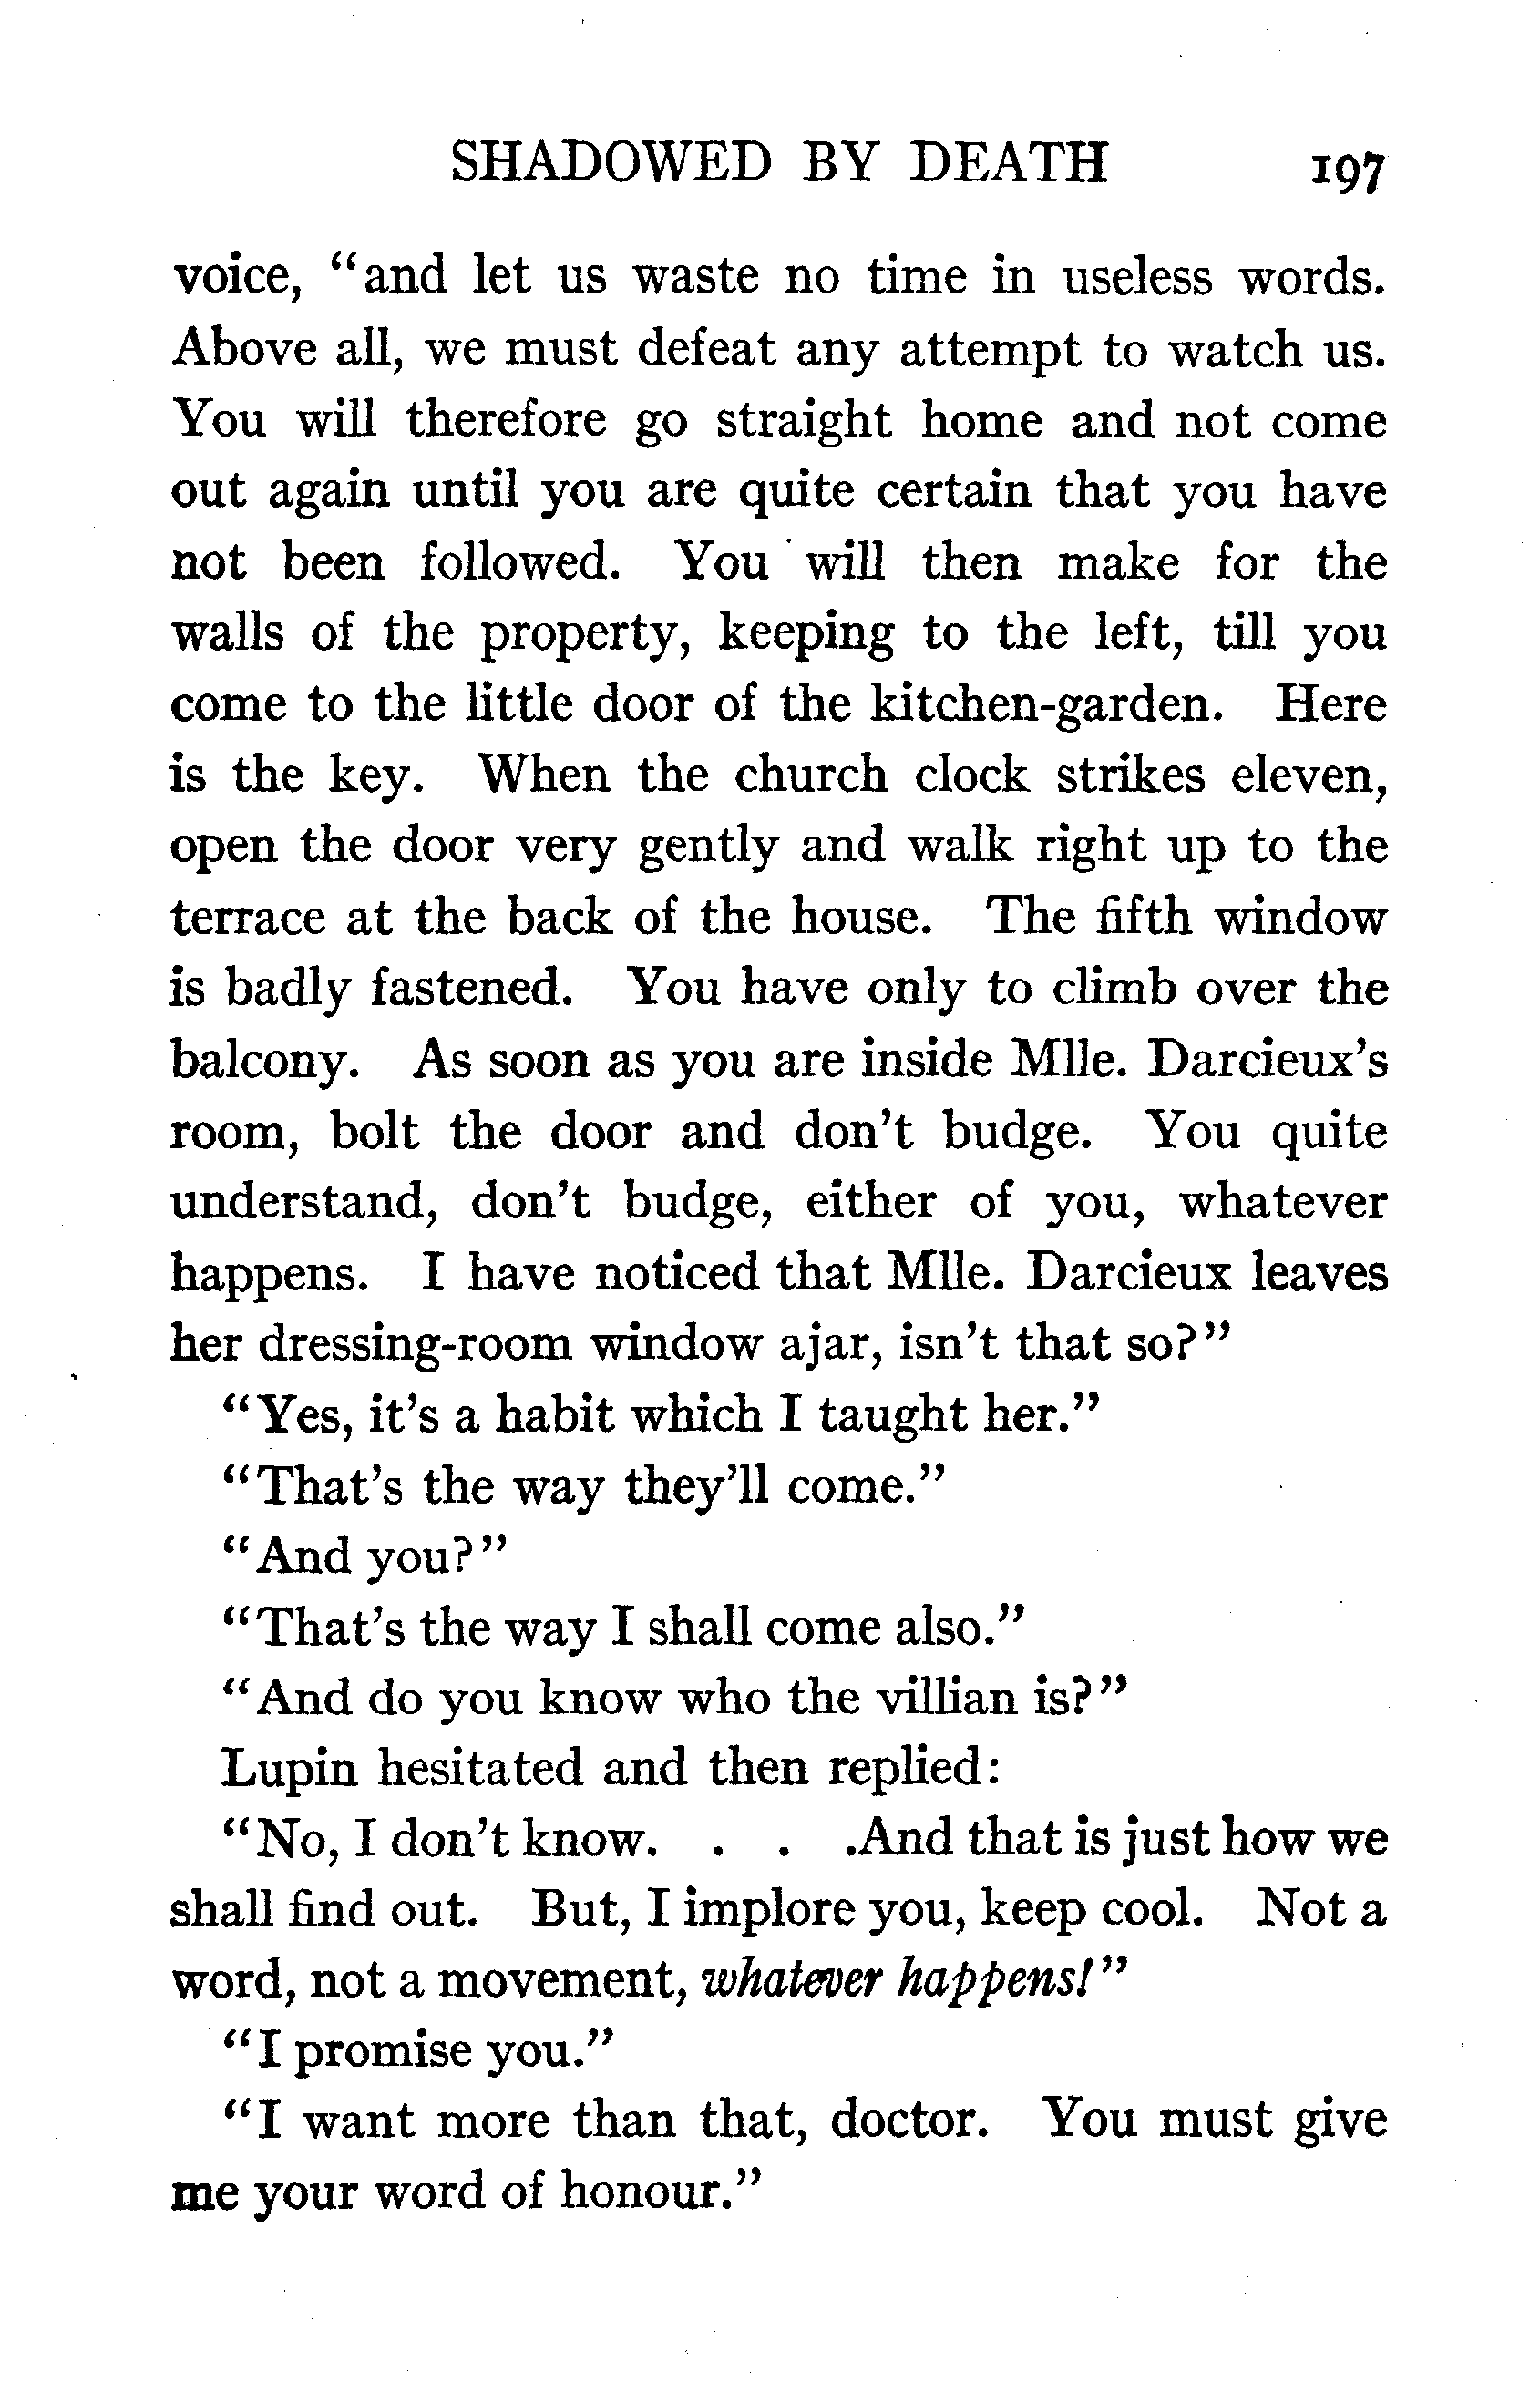 SHADOWED BY DEATH 197
voice, "and let us waste no time in useless words.
Above all, we must defeat any attempt to watch us.
You will therefore go straight home and not come
out again until you are quite certain that you have
not been followed. You will then make for the
walls of the property, keeping to the left, till you
come to the little door of the kitchen-garden. Here
is the key. When the church clock strikes eleven,
open the door very gently and walk right up to the
terrace at the back of the house. The fifth window
is badly fastened. You have only to climb over the
balcony. As soon as you are inside Mlle. Darcieux's
room, bolt the door and don't budge. You quite
understand, don't budge, either of you, whatever
happens. I have noticed that Mlle. Darcieux leaves
her dressing-room window ajar, isn't that so?"
"Yes, it's a habit which I taught her."
"That's the way they'll come."
"And you?"
"That's the way I shall come also."
"And do you know who the villian is?"
Lupin hesitated and then replied:
"No, I don't know. . . .And that is just how we
shall find out. But, I implore you, keep cool. Not a
word, not a movement, whatever happens!"
"I promise you."
"I want more than that, doctor. You must give
me your word of honour."